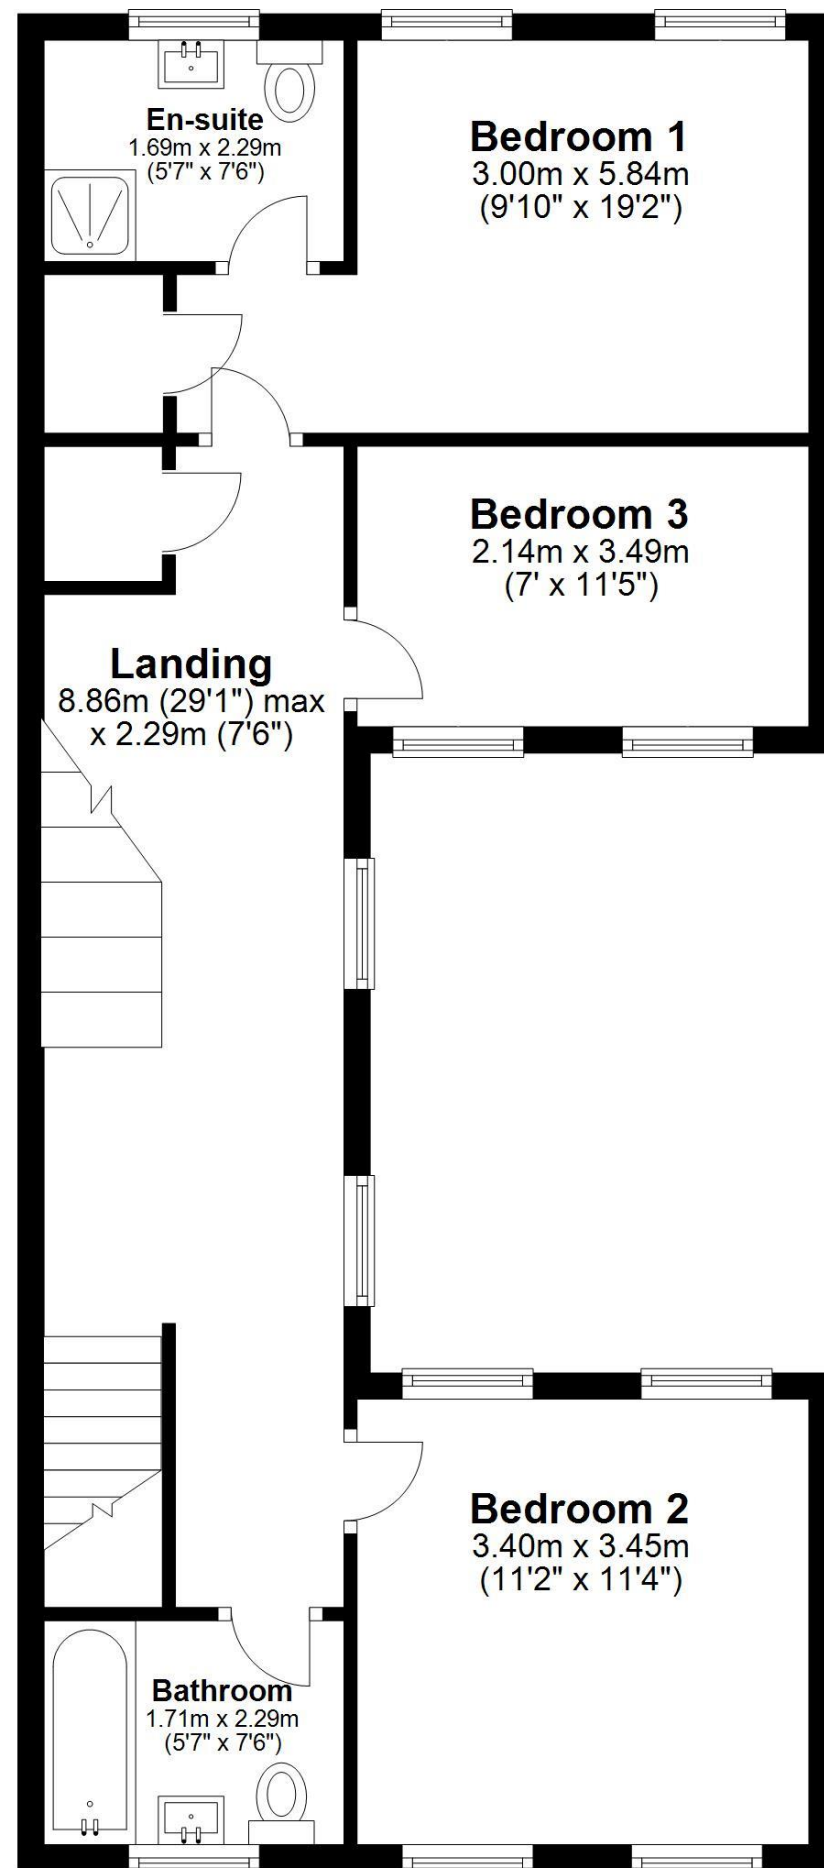 En-suite
1.69m x 2.29m
(5'7" x 7'6")
Bedroom 1
3.00m x 5.84m
(9'10" x 19'2")
Bedroom 3
2.14m x 3.49m
(7' x 11'5")
Landing
8.86m (29'1") max
x 2.29m (7'6")
Bedroom 2
3.40m x 3.45m
(11'2" x 11'4")
Bathroom
1.71m x 2.29m
(5'7" x 7'6")